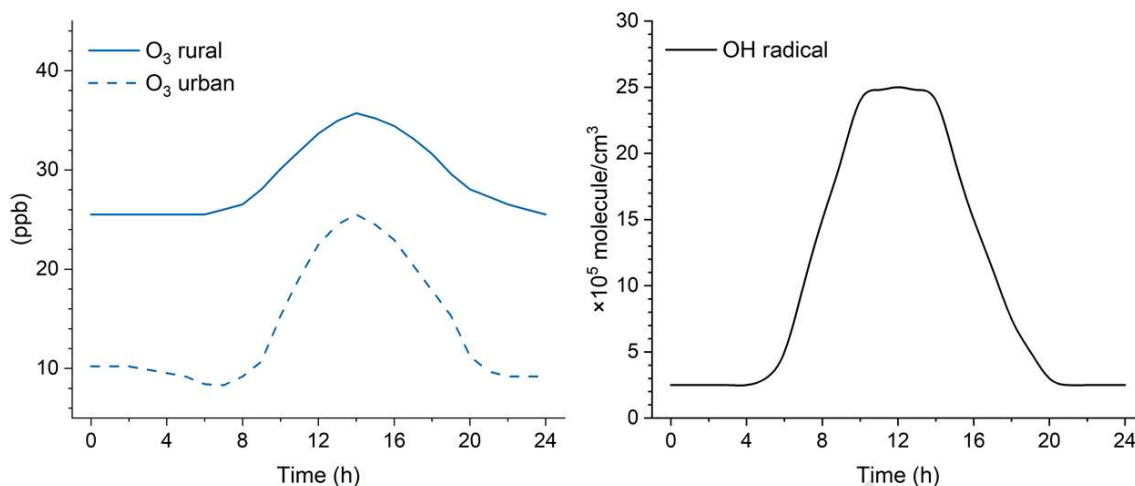 O₃ rural
O₃ urban
(ppb)
40
30
20
10
0 4 8 12 16 20 24
Time (h)
OH radical
×10⁵ molecule/cm³
30
25
20
15
10
5
0
0 4 8 12 16 20 24
Time (h)